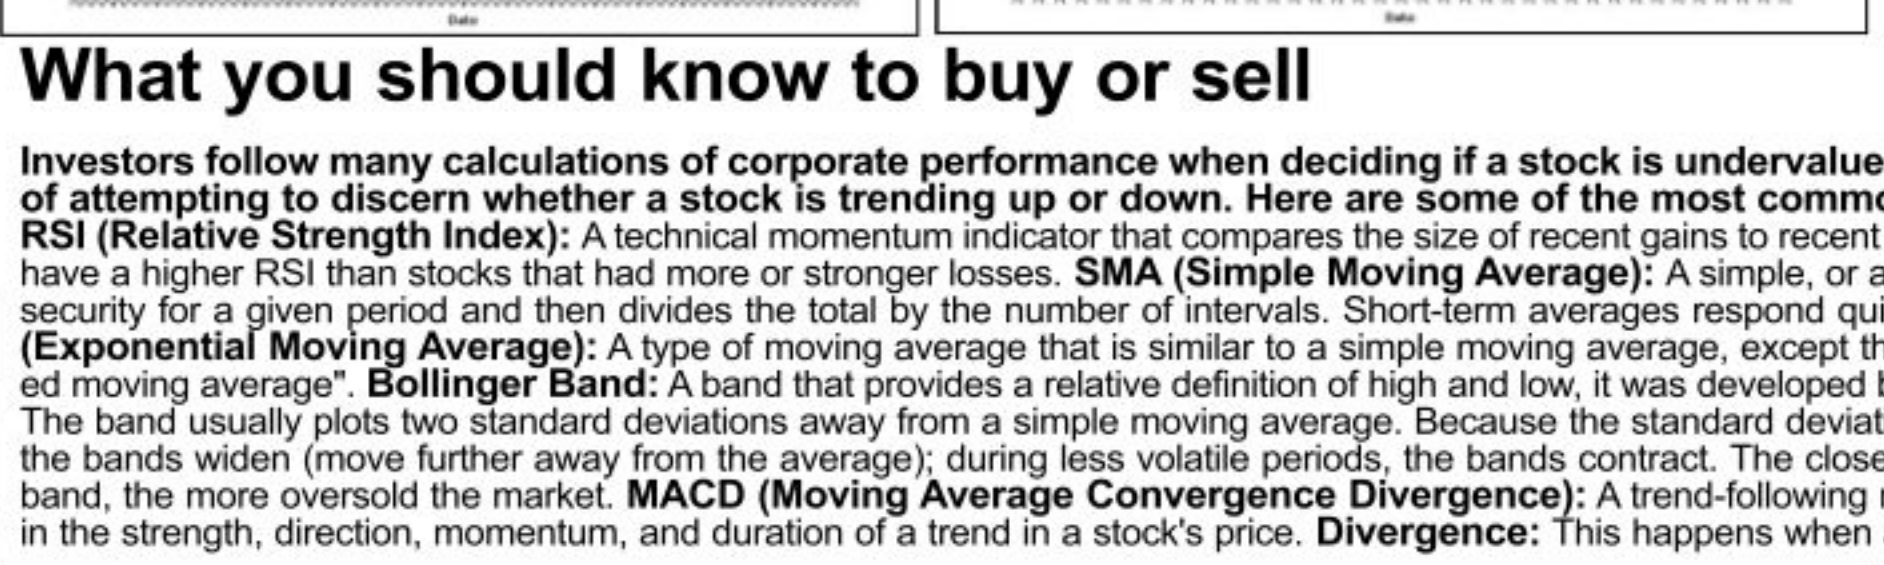 Date Date
What you should know to buy or sell
Investors follow many calculations of corporate performance when deciding if a stock is undervalue
of attempting to discern whether a stock is trending up or down. Here are some of the most commo
RSI (Relative Strength Index): A technical momentum indicator that compares the size of recent gains to recent
have a higher RSI than stocks that had more or stronger losses. SMA (Simple Moving Average): A simple, or a
security for a given period and then divides the total by the number of intervals. Short-term averages respond qui
(Exponential Moving Average): A type of moving average that is similar to a simple moving average, except th
ed moving average". Bollinger Band: A band that provides a relative definition of high and low, it was developed b
The band usually plots two standard deviations away from a simple moving average. Because the standard deviat
the bands widen (move further away from the average); during less volatile periods, the bands contract. The close
band, the more oversold the market. MACD (Moving Average Convergence Divergence): A trend-following
in the strength, direction, momentum, and duration of a trend in a stock's price. Divergence: This happens when